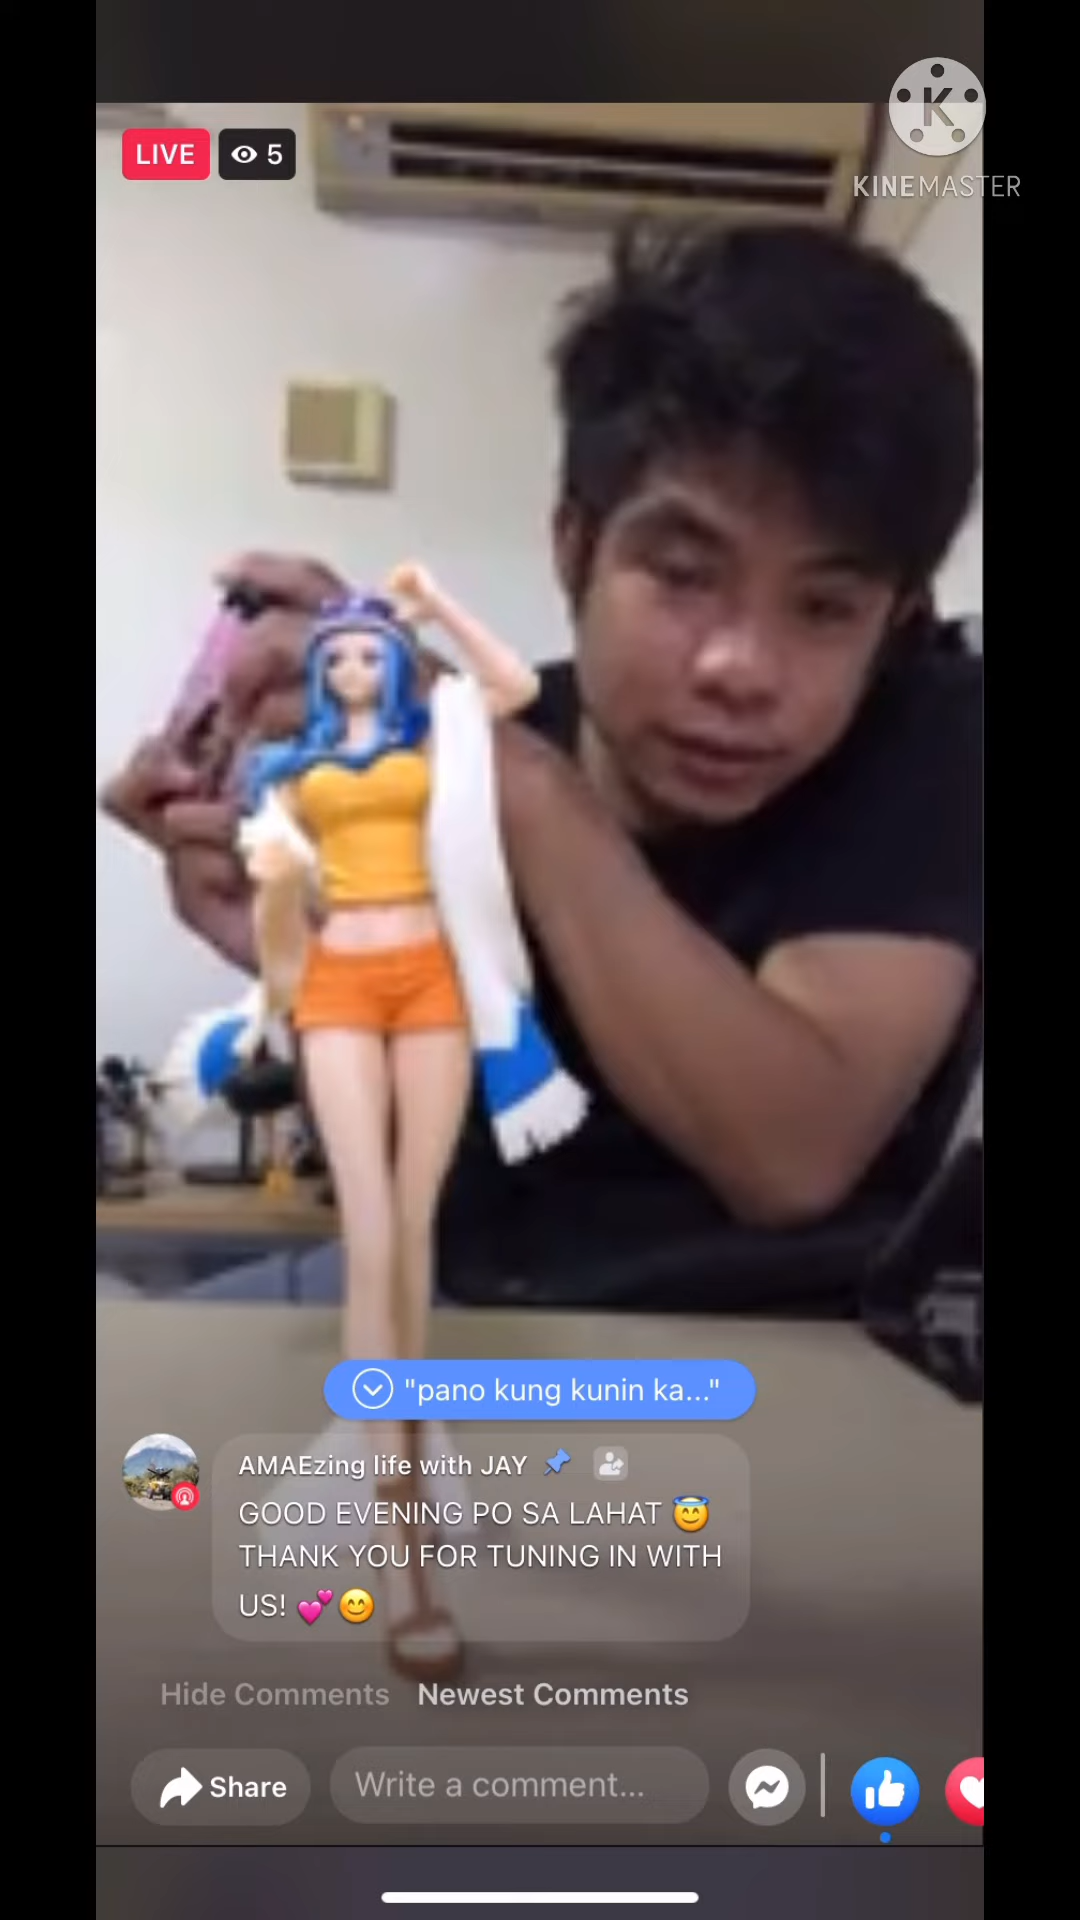 LIVE 5
K
KINEMASTER
"pano kung kunin ka..."
AMAEzing life with JAY
GOOD EVENING PO SA LAHAT 😇
THANK YOU FOR TUNING IN WITH
US! 💕😊
Hide Comments Newest Comments
Share Write a comment...